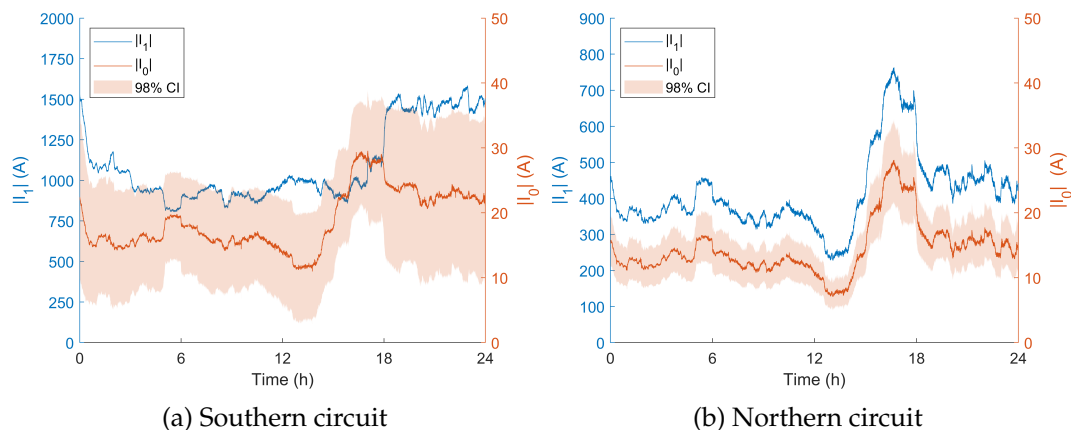 2000
1750
1500
1250
1000
750
500
250
0
|I₁| (A)
50
40
30
20
10
0
|I₀| (A)
|I₁|
|I₀|
98% CI
0 6 12 18 24
Time (h)
(a) Southern circuit
900
800
700
600
500
400
300
200
100
0
|I₁| (A)
50
40
30
20
10
0
|I₀| (A)
|I₁|
|I₀|
98% CI
0 6 12 18 24
Time (h)
(b) Northern circuit